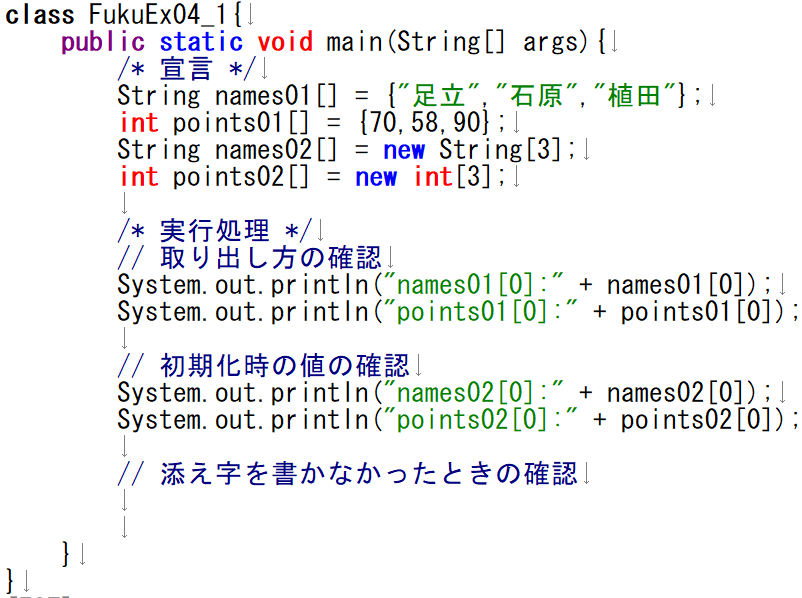 class FukuEx04_1{↓
public static void main(String[] args){↓
/* 宣言 */↓
String names01[] = {"足立","石原","植田"};↓
int points01[] = {70,58,90};↓
String names02[] = new String[3];↓
int points02[] = new int[3];↓
↓
/* 実行処理 */↓
// 取り出し方の確認↓
System.out.println("names01[0]:" + names01[0]);↓
System.out.println("points01[0]:" + points01[0]);
↓
// 初期化時の値の確認↓
System.out.println("names02[0]:" + names02[0]);↓
System.out.println("points02[0]:" + points02[0]);
↓
// 添え字を書かなかったときの確認↓
↓
↓
}↓
}↓